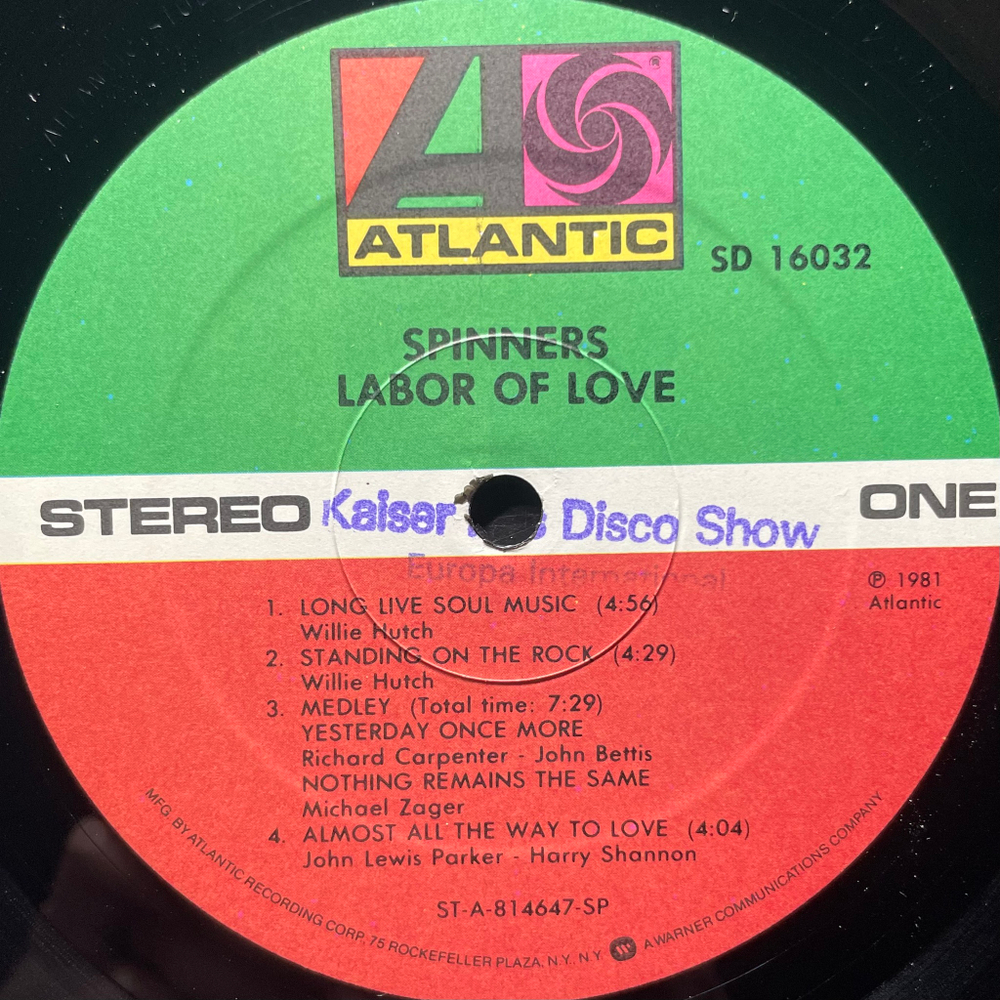 ®
ATLANTIC
SD 16032
SPINNERS
LABOR OF LOVE
STEREO
Kaiser Disco Show
ONE
Europa International
℗ 1981
Atlantic
1. LONG LIVE SOUL MUSIC (4:56)
Willie Hutch
2. STANDING ON THE ROCK (4:29)
Willie Hutch
3. MEDLEY (Total time: 7:29)
YESTERDAY ONCE MORE
Richard Carpenter - John Bettis
NOTHING REMAINS THE SAME
Michael Zager
4. ALMOST ALL THE WAY TO LOVE (4:04)
John Lewis Parker - Harry Shannon
ST-A-814647-SP
MFG. BY ATLANTIC RECORDING CORP. 75 ROCKEFELLER PLAZA, N.Y. N.Y. A WARNER COMMUNICATIONS COMPANY